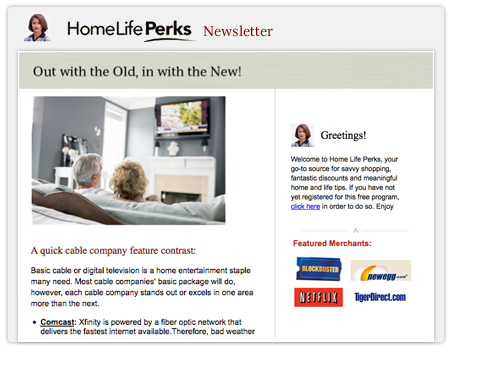 HomeLife Perks Newsletter
Out with the Old, in with the New!
A quick cable company feature contrast:
Basic cable or digital television is a home entertainment staple
many need. Most cable companies' basic package will do,
however, each cable company stands out or excels in one area
more than the next.
• Comcast: Xfinity is powered by a fiber optic network that
delivers the fastest internet available.Therefore, bad weather
Greetings!
Welcome to Home Life Perks, your
go-to source for savvy shopping,
fantastic discounts and meaningful
home and life tips. If you have not
yet registered for this free program,
click here in order to do so. Enjoy
Featured Merchants:
BLOCKBUSTER newegg.com
NETFLIX TigerDirect.com